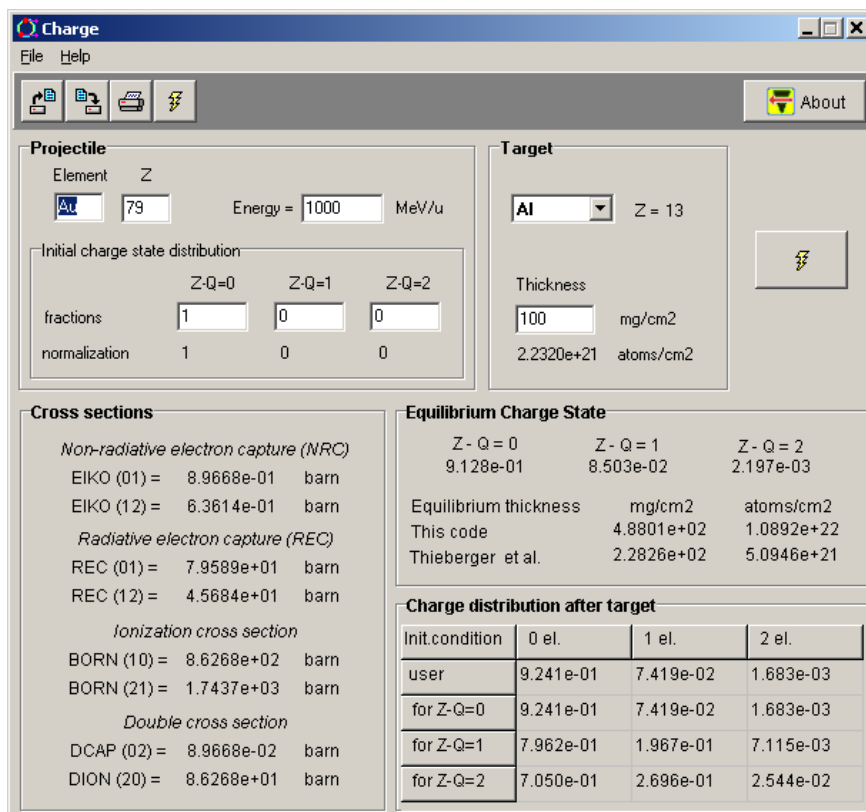 Charge
File Help
About
Projectile
Element Z
Au 79 Energy = 1000 MeV/u
Initial charge state distribution
Z-Q=0 Z-Q=1 Z-Q=2
fractions 1 0 0
normalization 1 0 0
Target
Al Z = 13
Thickness
100 mg/cm2
2.2320e+21 atoms/cm2
Cross sections
Non-radiative electron capture (NRC)
EIKO (01) = 8.9668e-01 barn
EIKO (12) = 6.3614e-01 barn
Radiative electron capture (REC)
REC (01) = 7.9589e+01 barn
REC (12) = 4.5684e+01 barn
Ionization cross section
BORN (10) = 8.6268e+02 barn
BORN (21) = 1.7437e+03 barn
Double cross section
DCAP (02) = 8.9668e-02 barn
DION (20) = 8.6268e+01 barn
Equilibrium Charge State
Z - Q = 0 Z - Q = 1 Z - Q = 2
9.128e-01 8.503e-02 2.197e-03
Equilibrium thickness mg/cm2 atoms/cm2
This code 4.8801e+02 1.0892e+22
Thieberger et al. 2.2826e+02 5.0946e+21
Charge distribution after target
Init.condition 0 el. 1 el. 2 el.
user 9.241e-01 7.419e-02 1.683e-03
for Z-Q=0 9.241e-01 7.419e-02 1.683e-03
for Z-Q=1 7.962e-01 1.967e-01 7.115e-03
for Z-Q=2 7.050e-01 2.696e-01 2.544e-02